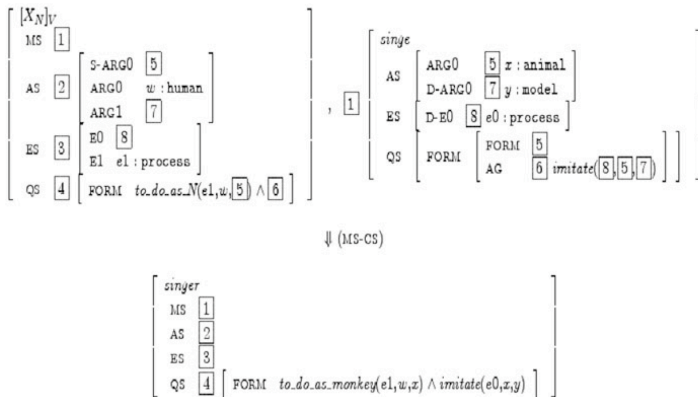 [X_N]_V
MS 1
AS 2 [ S-ARG0 5
ARG0 w : human
ARG1 7 ]
ES 3 [ E0 8
E1 e1 : process ]
QS 4 [ FORM to_do_as_N(e1,w,5) ∧ 6 ]
, 1
singe
AS [ ARG0 5 x : animal
D-ARG0 7 y : model ]
ES [ D-E0 8 e0 : process ]
QS [ FORM [ FORM 5
AG 6 imitate(8,5,7) ] ]
⇓ (MS-CS)
singer
MS 1
AS 2
ES 3
QS 4 [ FORM to_do_as_monkey(e1,w,x) ∧ imitate(e0,x,y) ]